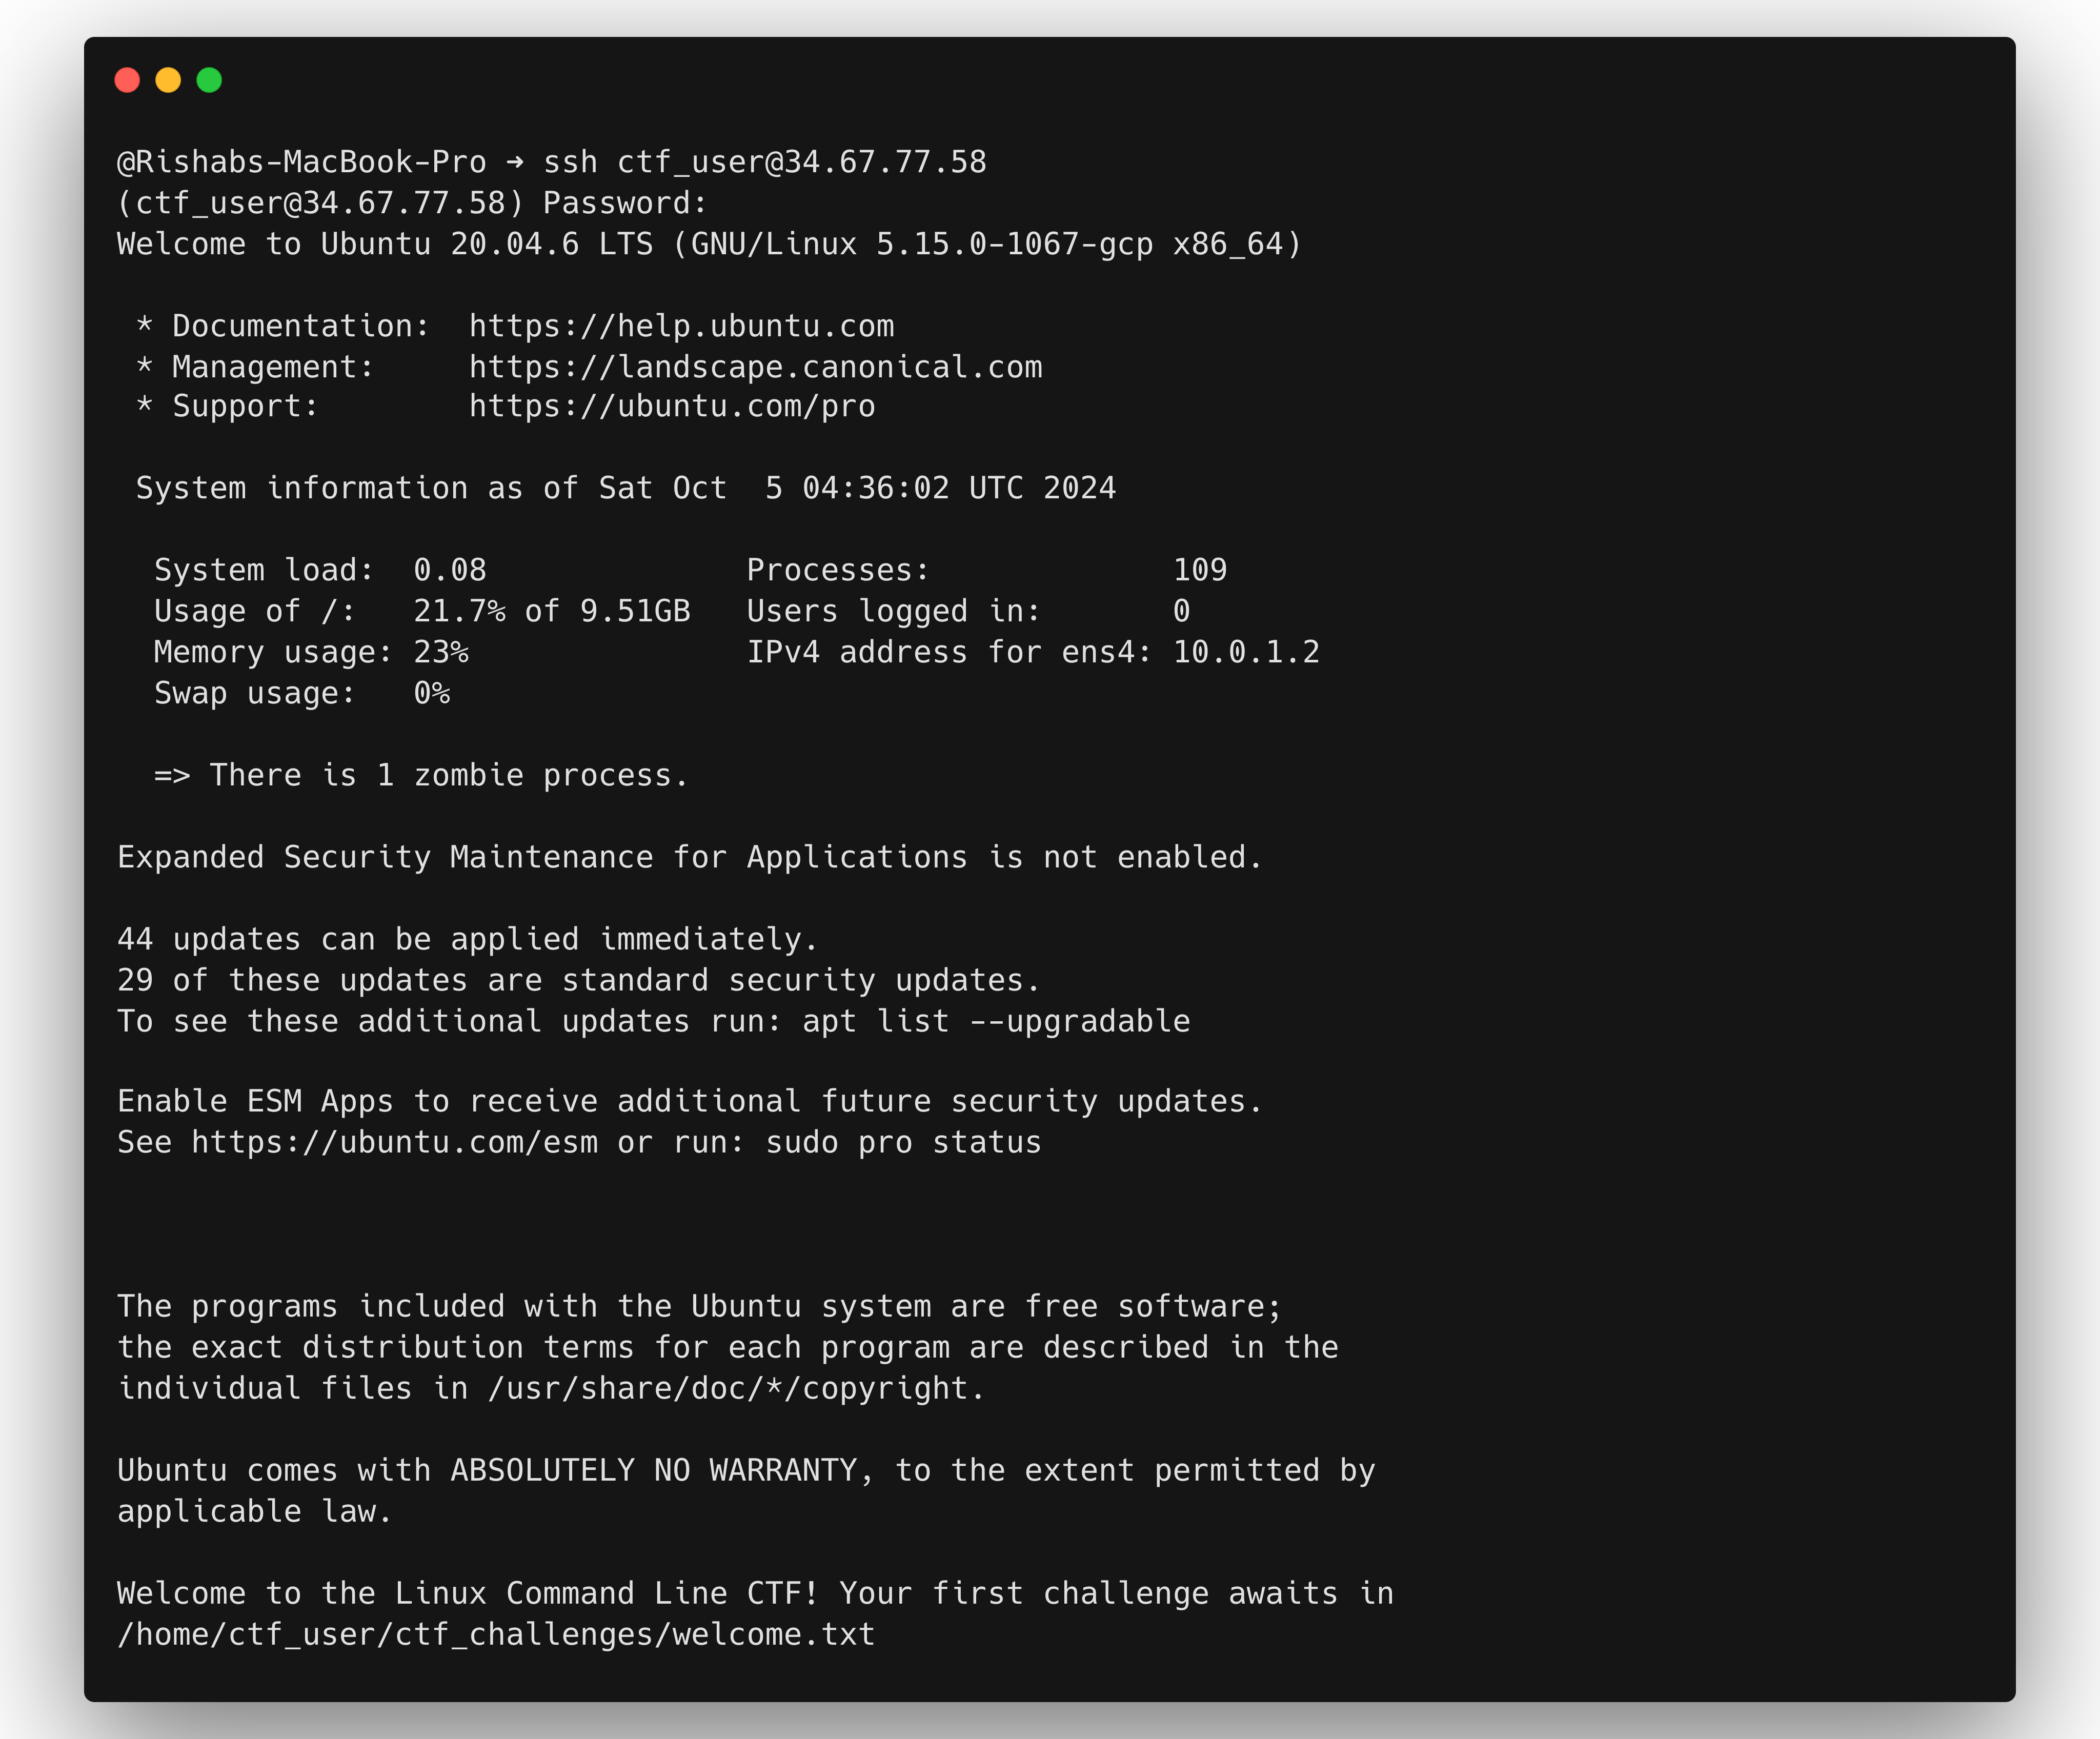 @Rishabs-MacBook-Pro ➜ ssh ctf_user@34.67.77.58
(ctf_user@34.67.77.58) Password:
Welcome to Ubuntu 20.04.6 LTS (GNU/Linux 5.15.0-1067-gcp x86_64)

 * Documentation:  https://help.ubuntu.com
 * Management:     https://landscape.canonical.com
 * Support:        https://ubuntu.com/pro

 System information as of Sat Oct  5 04:36:02 UTC 2024

  System load:  0.08              Processes:             109
  Usage of /:   21.7% of 9.51GB   Users logged in:       0
  Memory usage: 23%               IPv4 address for ens4: 10.0.1.2
  Swap usage:   0%

  => There is 1 zombie process.

Expanded Security Maintenance for Applications is not enabled.

44 updates can be applied immediately.
29 of these updates are standard security updates.
To see these additional updates run: apt list --upgradable

Enable ESM Apps to receive additional future security updates.
See https://ubuntu.com/esm or run: sudo pro status

The programs included with the Ubuntu system are free software;
the exact distribution terms for each program are described in the
individual files in /usr/share/doc/*/copyright.

Ubuntu comes with ABSOLUTELY NO WARRANTY, to the extent permitted by
applicable law.

Welcome to the Linux Command Line CTF! Your first challenge awaits in
/home/ctf_user/ctf_challenges/welcome.txt